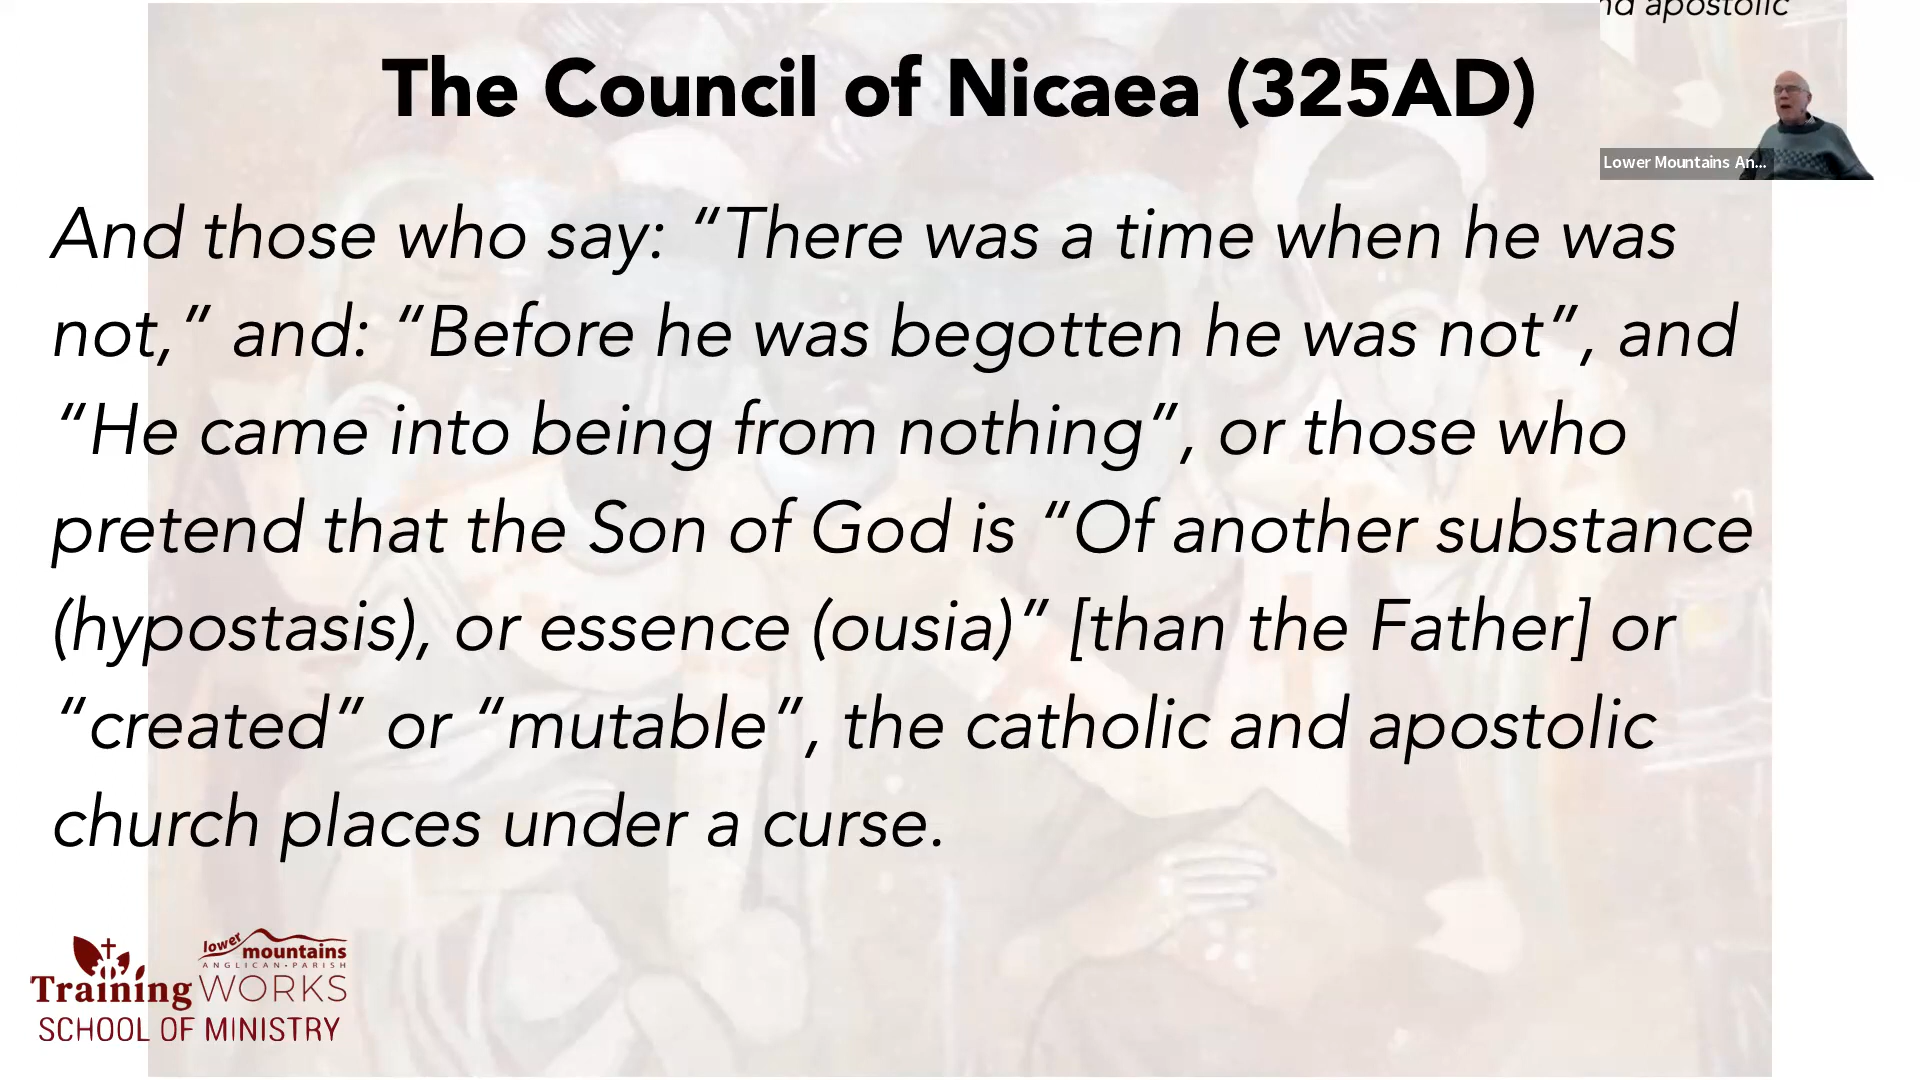 nd apostolic
The Council of Nicaea (325AD)
Lower Mountains An...
And those who say: “There was a time when he was
not,” and: “Before he was begotten he was not”, and
“He came into being from nothing”, or those who
pretend that the Son of God is “Of another substance
(hypostasis), or essence (ousia)” [than the Father] or
“created” or “mutable”, the catholic and apostolic
church places under a curse.
lower mountains
ANGLICAN•PARISH
Training WORKS
SCHOOL OF MINISTRY